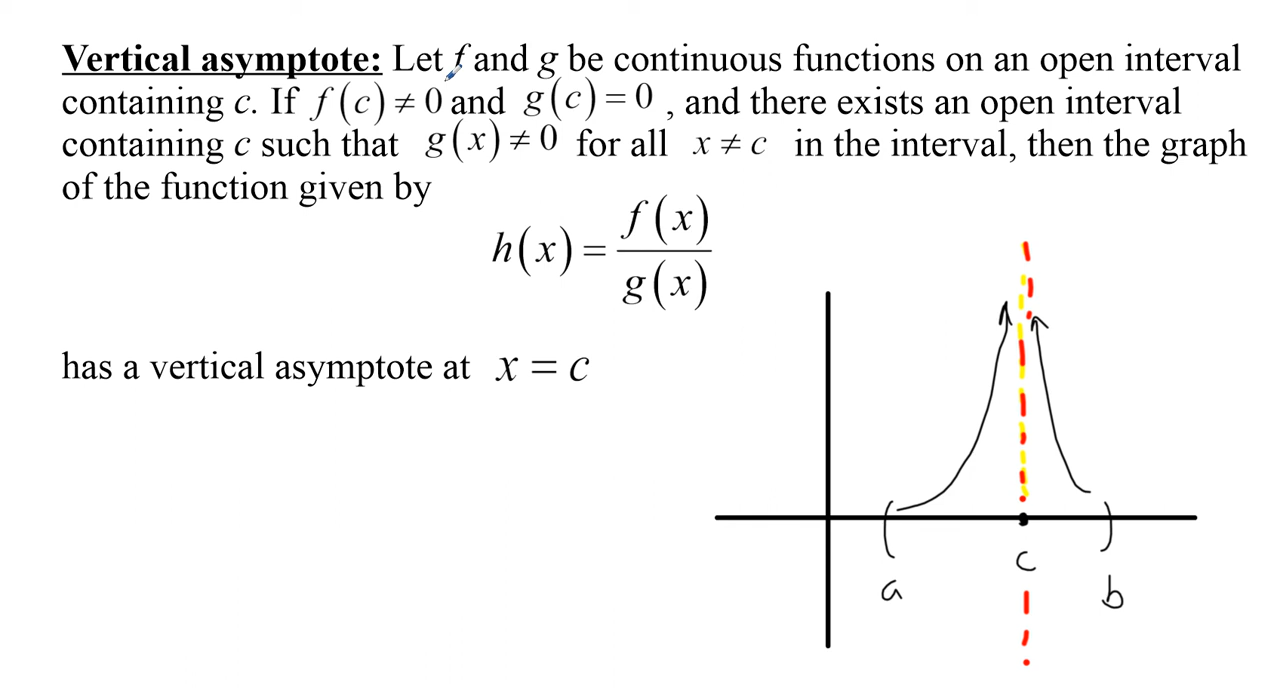 Vertical asymptote: Let f and g be continuous functions on an open interval
containing c. If f(c) ≠ 0 and g(c) = 0 , and there exists an open interval
containing c such that g(x) ≠ 0 for all x ≠ c in the interval, then the graph
of the function given by
h(x) = f(x)/g(x)
has a vertical asymptote at x = c
c
a b